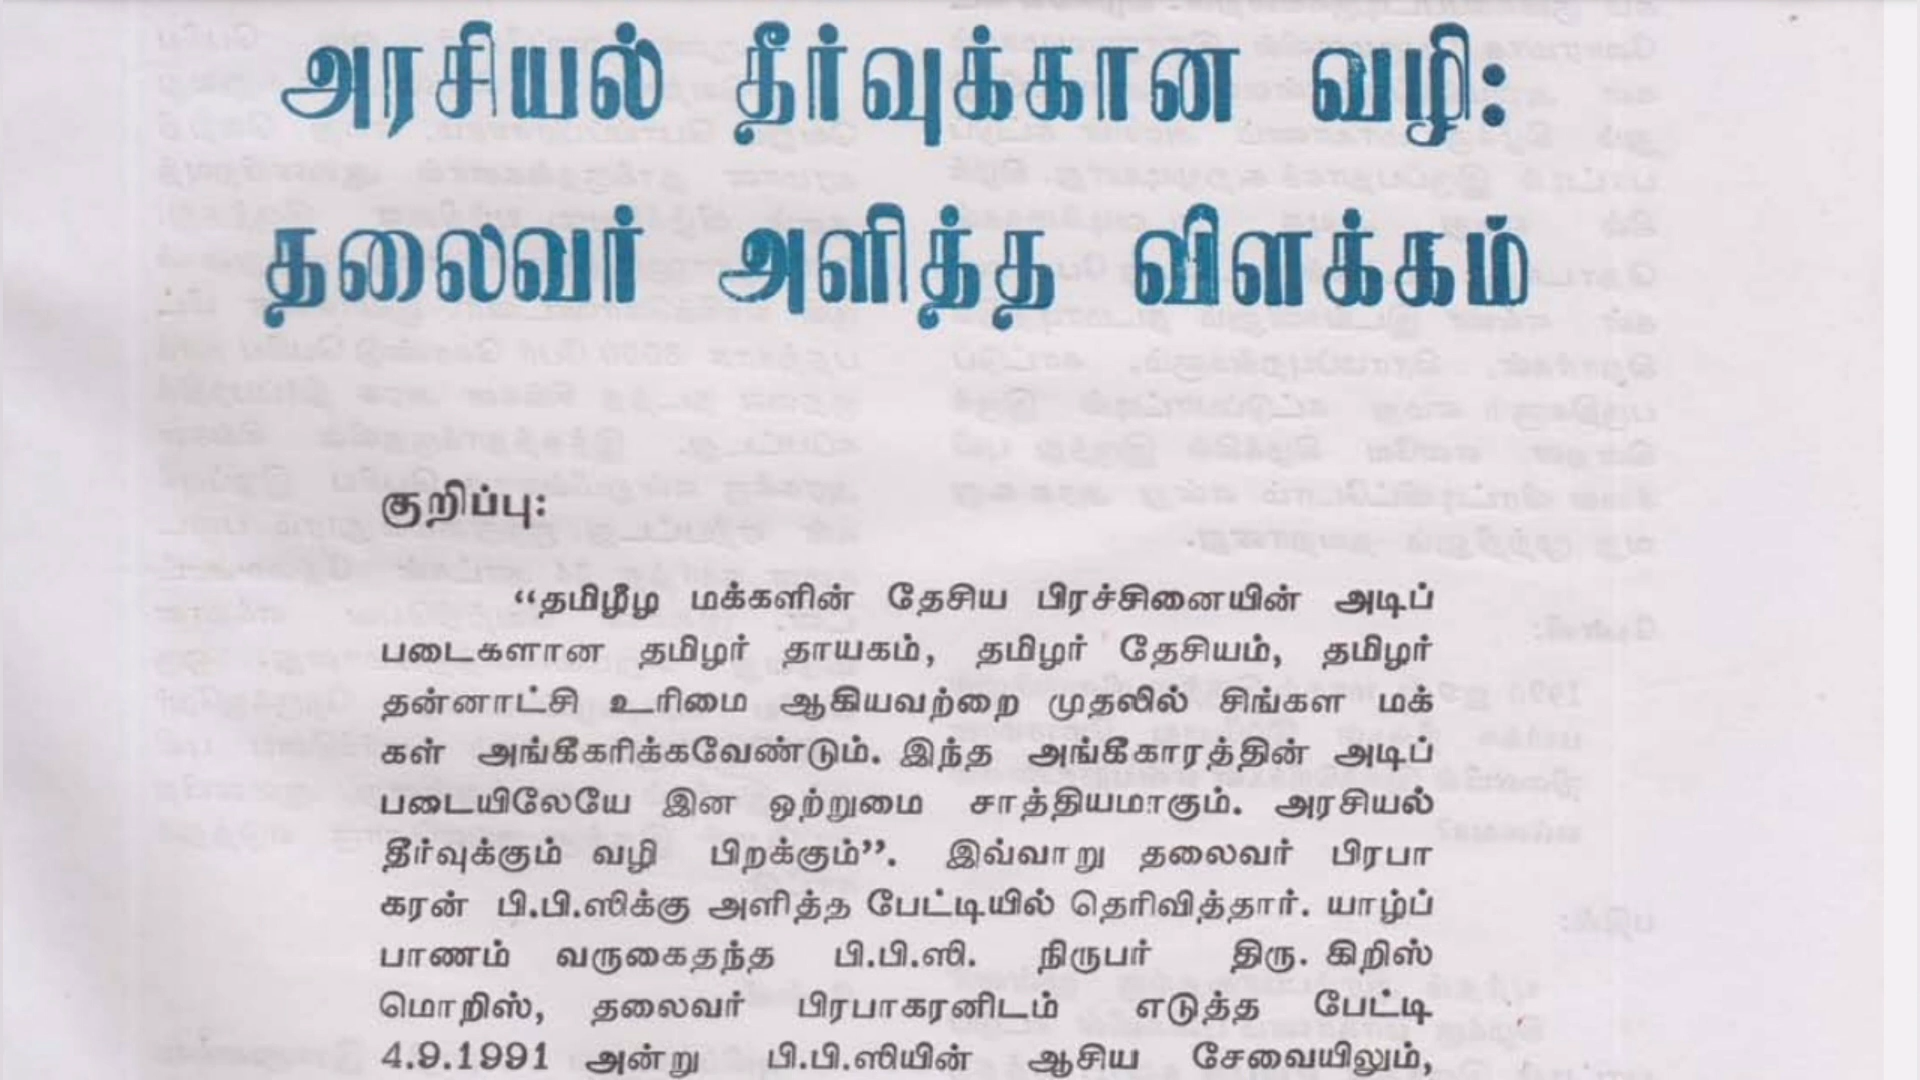 அரசியல் தீர்வுக்கான வழி:
தலைவர் அளித்த விளக்கம்
குறிப்பு:
“தமிழீழ மக்களின் தேசிய பிரச்சினையின் அடிப்
படைகளான தமிழர் தாயகம், தமிழர் தேசியம், தமிழர்
தன்னாட்சி உரிமை ஆகியவற்றை முதலில் சிங்கள மக்
கள் அங்கீகரிக்கவேண்டும். இந்த அங்கீகாரத்தின் அடிப்
படையிலேயே இன ஒற்றுமை சாத்தியமாகும். அரசியல்
தீர்வுக்கும் வழி பிறக்கும்”. இவ்வாறு தலைவர் பிரபா
கரன் பி.பி.ஸிக்கு அளித்த பேட்டியில் தெரிவித்தார். யாழ்ப்
பாணம் வருகைதந்த பி.பி.ஸி. நிருபர் திரு. கிறிஸ்
மொறிஸ், தலைவர் பிரபாகரனிடம் எடுத்த பேட்டி
4.9.1991 அன்று பி.பி.ஸியின் ஆசிய சேவையிலும்,